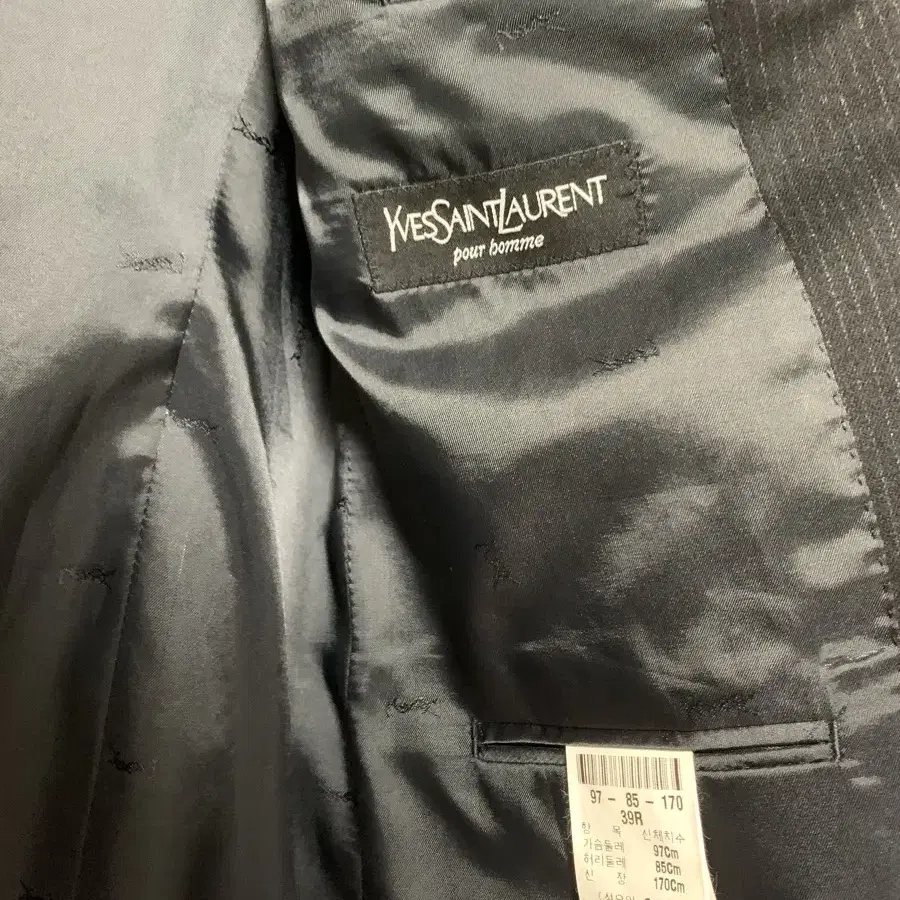 YVESSAINTLAURENT
pour homme
97 - 85 - 170
39R
항 목 신체치수
가슴둘레 97Cm
허리둘레 85Cm
신 장 170Cm